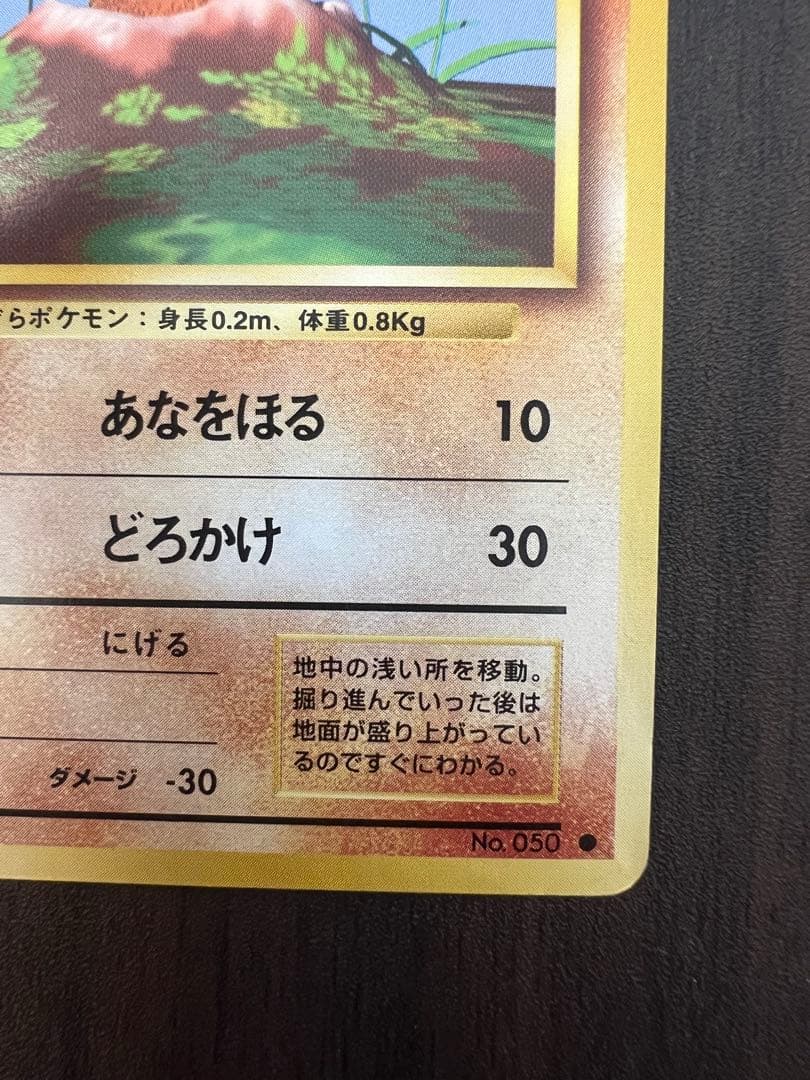 らポケモン：身長0.2m、体重0.8Kg
あなをほる 10
どろかけ 30
にげる
ダメージ -30
地中の浅い所を移動。
掘り進んでいった後は
地面が盛り上がってい
るのですぐにわかる。
No. 050 ●